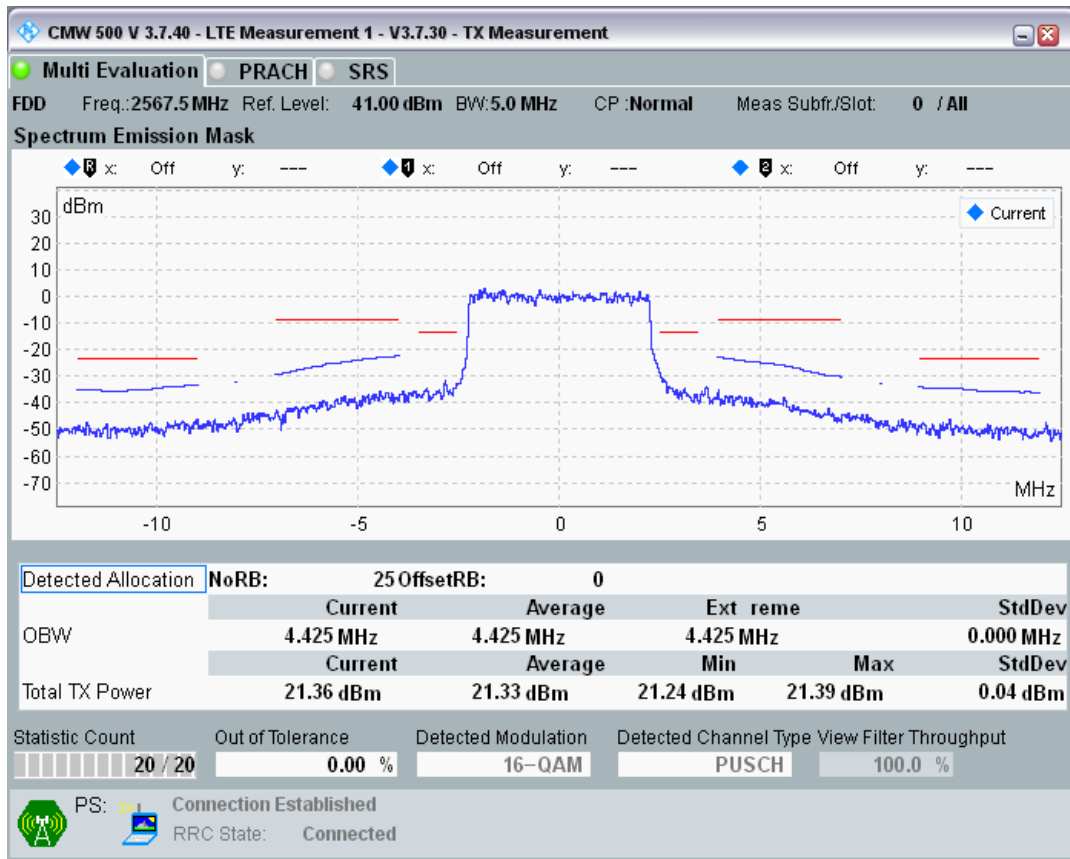 CMW 500 V 3.7.40 - LTE Measurement 1 - V3.7.30 - TX Measurement
Multi Evaluation PRACH SRS
FDD Freq.:2567.5 MHz Ref. Level: 41.00 dBm BW:5.0 MHz CP :Normal Meas Subfr./Slot: 0 / All
Spectrum Emission Mask
R x: Off y: --- 1 x: Off y: --- 2 x: Off y: ---
dBm
Current
30
20
10
0
-10
-20
-30
-40
-50
-60
-70
MHz
-10 -5 0 5 10
Detected Allocation NoRB: 25 OffsetRB: 0
Current Average Ext reme StdDev
OBW 4.425 MHz 4.425 MHz 4.425 MHz 0.000 MHz
Current Average Min Max StdDev
Total TX Power 21.36 dBm 21.33 dBm 21.24 dBm 21.39 dBm 0.04 dBm
Statistic Count Out of Tolerance Detected Modulation Detected Channel Type View Filter Throughput
20 / 20 0.00 % 16-QAM PUSCH 100.0 %
PS: Connection Established
RRC State: Connected